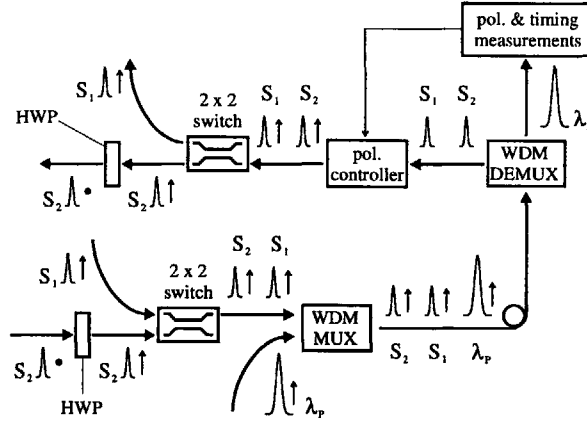 pol. & timing
measurements
S₁
2 x 2
switch
S₁ S₂
S₁ S₂
λ
HWP
pol.
controller
WDM
DEMUX
S₂
S₂
S₁
2 x 2
switch
S₂ S₁
WDM
MUX
S₂ S₁ λₚ
S₂
S₂
HWP
λₚ